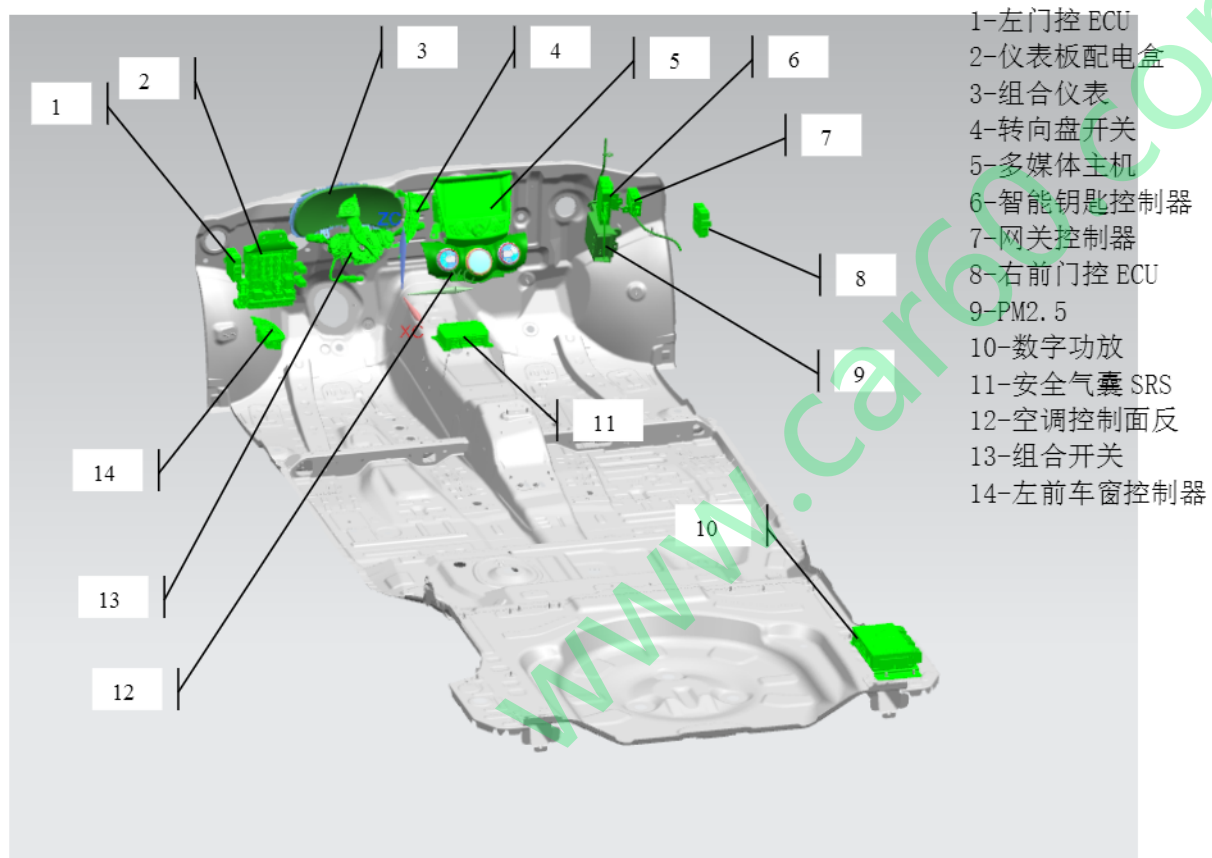 1-左门控 ECU
2-仪表板配电盒
3-组合仪表
4-转向盘开关
5-多媒体主机
6-智能钥匙控制器
7-网关控制器
8-右前门控 ECU
9-PM2.5
10-数字功放
11-安全气囊 SRS
12-空调控制面反
13-组合开关
14-左前车窗控制器
1
2
3
4
5
6
7
8
9
10
11
12
13
14
ZC
XC
www.car60.co